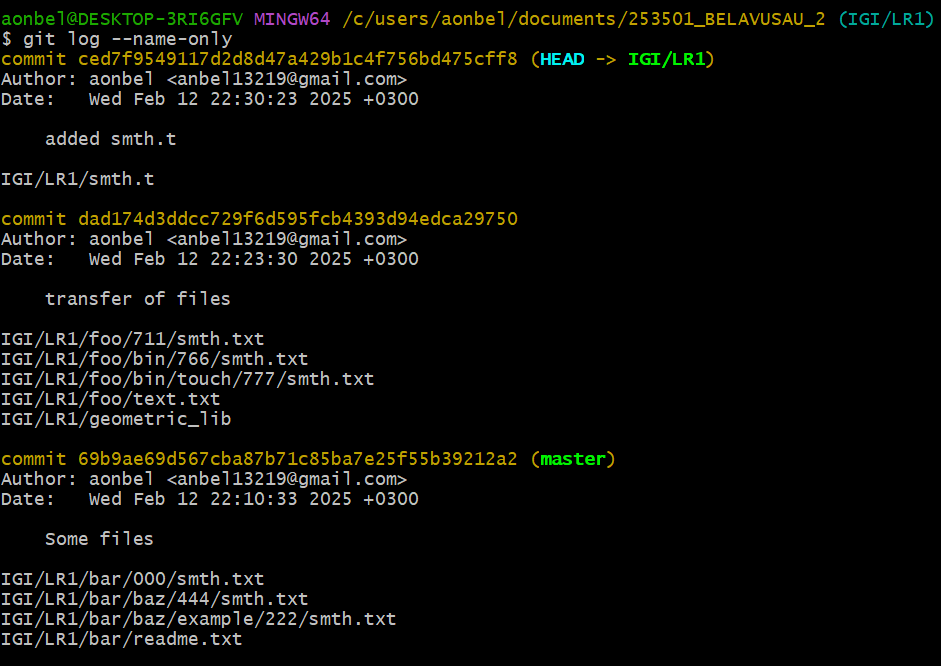 aonbel@DESKTOP-3RI6GFV MINGW64 /c/users/aonbel/documents/253501_BELAVUSAU_2 (IGI/LR1)
$ git log --name-only
commit ced7f9549117d2d8d47a429b1c4f756bd475cff8 (HEAD -> IGI/LR1)
Author: aonbel <anbel13219@gmail.com>
Date:   Wed Feb 12 22:30:23 2025 +0300

    added smth.t

IGI/LR1/smth.t

commit dad174d3ddcc729f6d595fcb4393d94edca29750
Author: aonbel <anbel13219@gmail.com>
Date:   Wed Feb 12 22:23:30 2025 +0300

    transfer of files

IGI/LR1/foo/711/smth.txt
IGI/LR1/foo/bin/766/smth.txt
IGI/LR1/foo/bin/touch/777/smth.txt
IGI/LR1/foo/text.txt
IGI/LR1/geometric_lib

commit 69b9ae69d567cba87b71c85ba7e25f55b39212a2 (master)
Author: aonbel <anbel13219@gmail.com>
Date:   Wed Feb 12 22:10:33 2025 +0300

    Some files

IGI/LR1/bar/000/smth.txt
IGI/LR1/bar/baz/444/smth.txt
IGI/LR1/bar/baz/example/222/smth.txt
IGI/LR1/bar/readme.txt